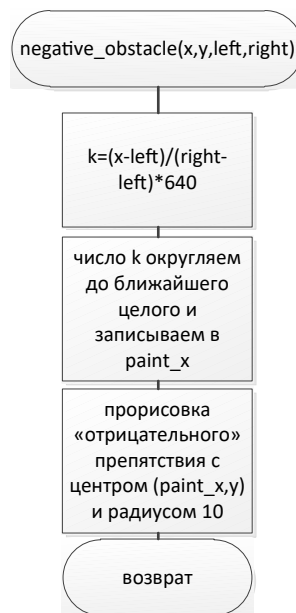 negative_obstacle(x,y,left,right)
k=(x-left)/(right-
left)*640
число k округляем
до ближайшего
целого и
записываем в
paint_x
прорисовка
«отрицательного»
препятствия с
центром (paint_x,y)
и радиусом 10
возврат